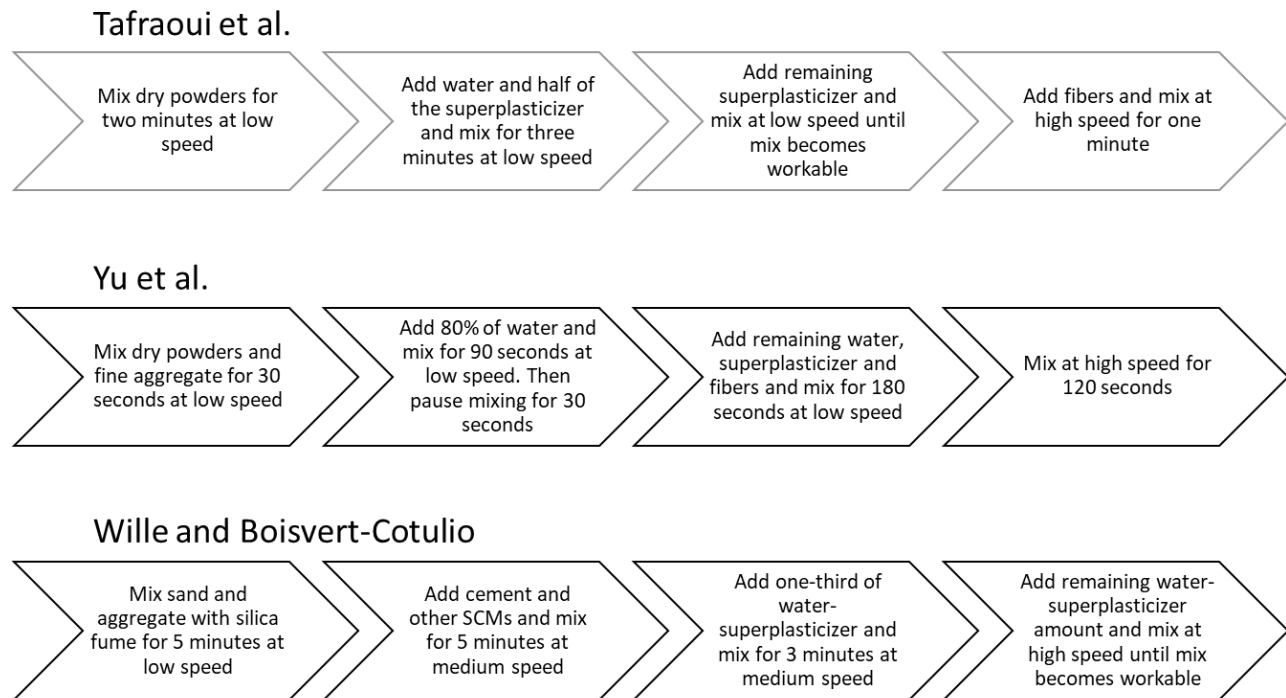 Tafraoui et al.
Mix dry powders for
two minutes at low
speed
Add water and half of
the superplasticizer
and mix for three
minutes at low speed
Add remaining
superplasticizer and
mix at low speed until
mix becomes
workable
Add fibers and mix at
high speed for one
minute
Yu et al.
Mix dry powders and
fine aggregate for 30
seconds at low speed
Add 80% of water and
mix for 90 seconds at
low speed. Then
pause mixing for 30
seconds
Add remaining water,
superplasticizer and
fibers and mix for 180
seconds at low speed
Mix at high speed for
120 seconds
Wille and Boisvert-Cotulio
Mix sand and
aggregate with silica
fume for 5 minutes at
low speed
Add cement and
other SCMs and mix
for 5 minutes at
medium speed
Add one-third of
water-
superplasticizer and
mix for 3 minutes at
medium speed
Add remaining water-
superplasticizer
amount and mix at
high speed until mix
becomes workable